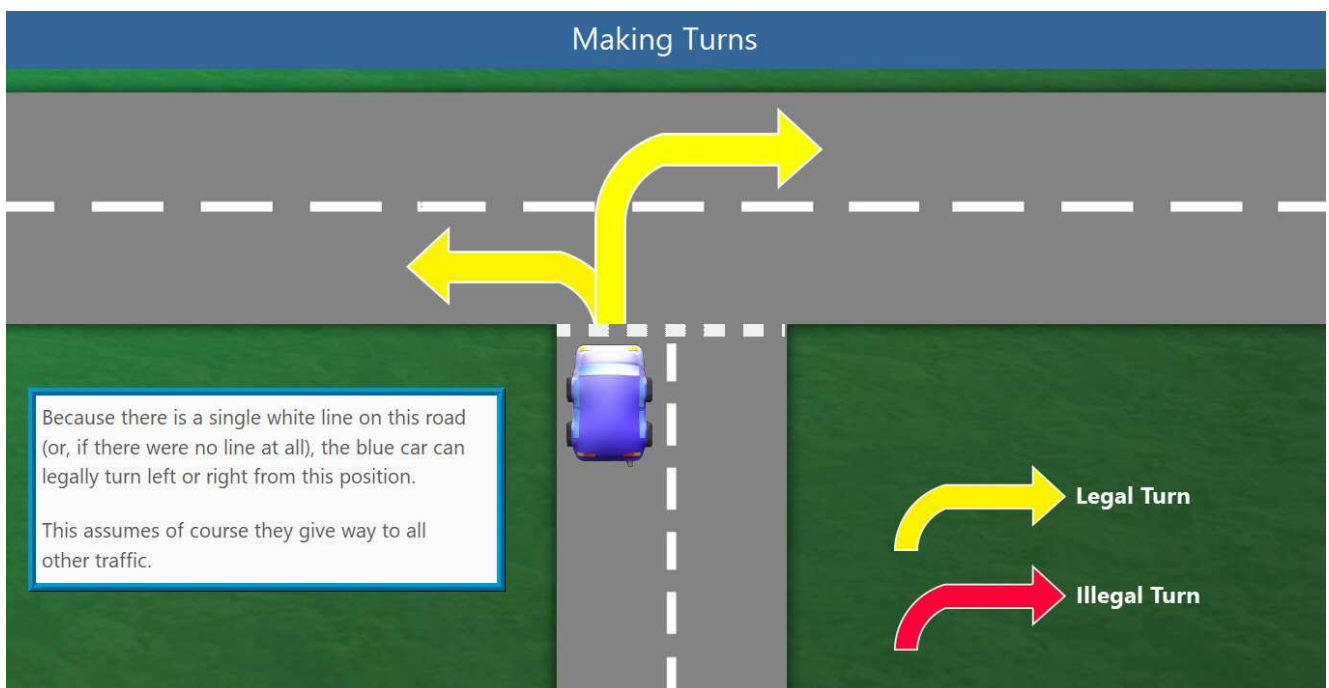 Making Turns
Because there is a single white line on this road
(or, if there were no line at all), the blue car can
legally turn left or right from this position.
This assumes of course they give way to all
other traffic.
Legal Turn
Illegal Turn